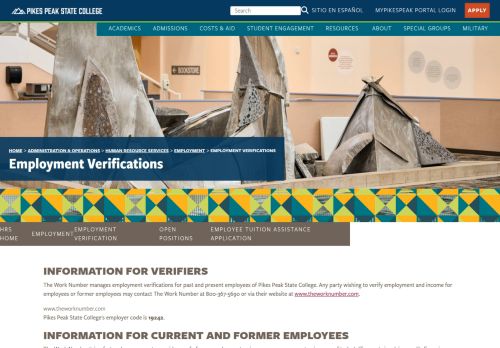 PIKES PEAK STATE COLLEGE
Search
SITIO EN ESPAÑOL
MYPIKESPEAK PORTAL LOGIN
APPLY
ACADEMICS ADMISSIONS COSTS & AID STUDENT ENGAGEMENT RESOURCES ABOUT SPECIAL GROUPS MILITARY
BOOKSTORE
HOME > ADMINISTRATION & OPERATIONS > HUMAN RESOURCE SERVICES > EMPLOYMENT > EMPLOYMENT VERIFICATIONS
Employment Verifications
HRS HOME
EMPLOYMENT
EMPLOYMENT VERIFICATION
OPEN POSITIONS
EMPLOYEE TUITION ASSISTANCE APPLICATION
INFORMATION FOR VERIFIERS
The Work Number manages employment verifications for past and present employees of Pikes Peak State College. Any party wishing to verify employment and income for
employees or former employees may contact The Work Number at 800-367-5690 or via their website at www.theworknumber.com.
www.theworknumber.com
Pikes Peak State College's employer code is 19240.
INFORMATION FOR CURRENT AND FORMER EMPLOYEES